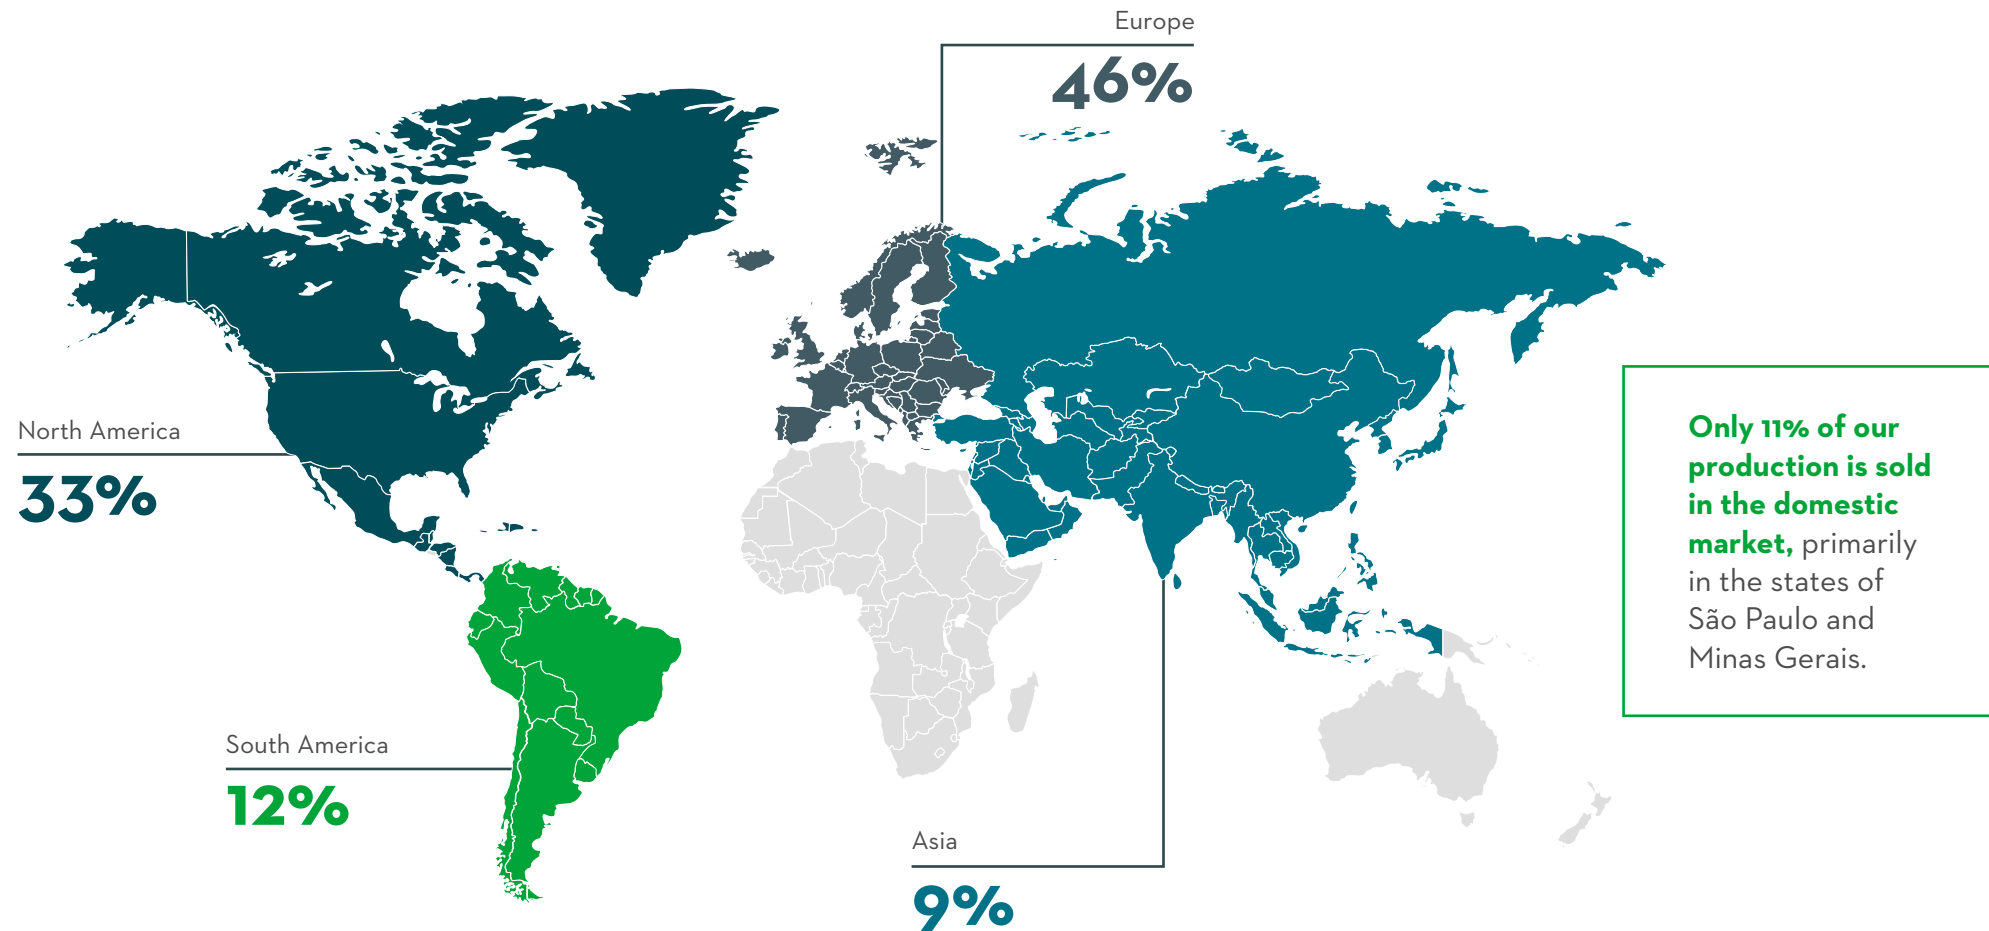 Europe
46%
North America
33%
South America
12%
Asia
9%
Only 11% of our
production is sold
in the domestic
market, primarily
in the states of
São Paulo and
Minas Gerais.